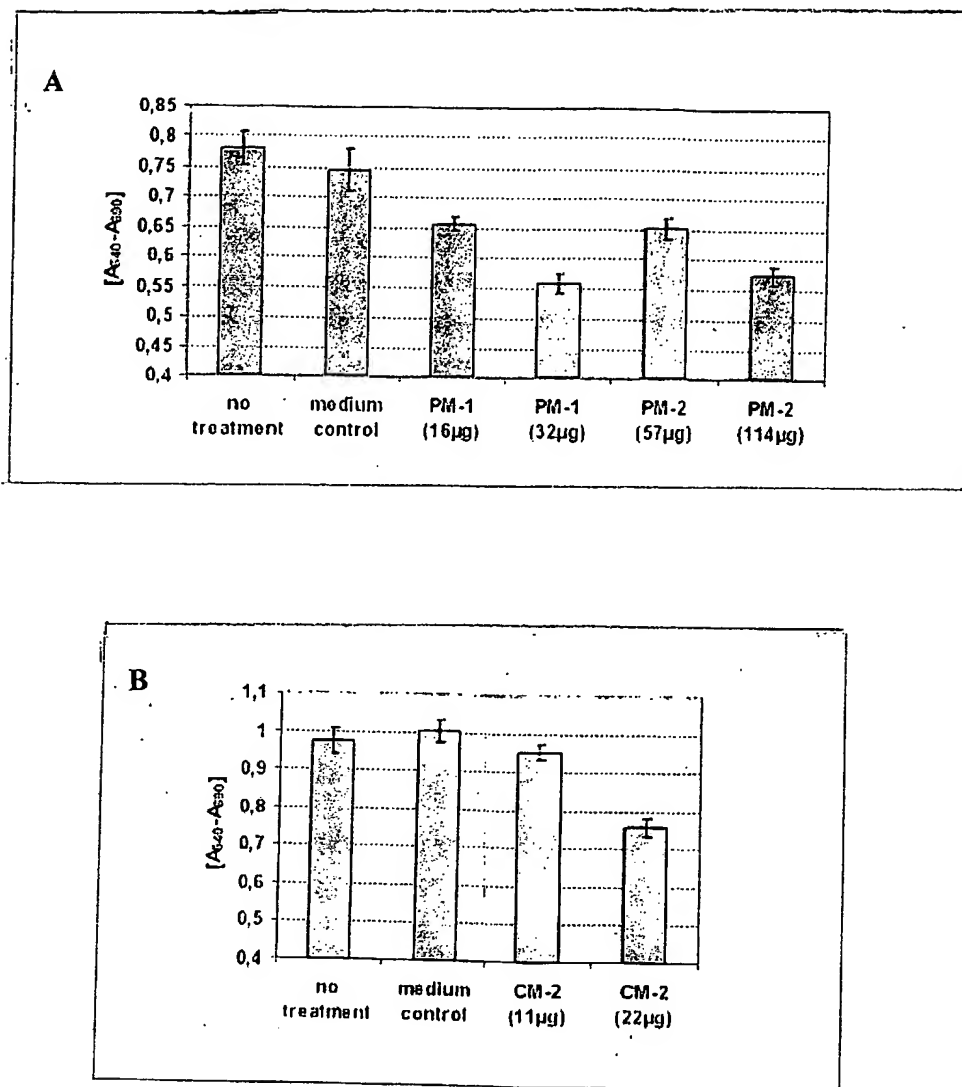 A
0,85
0,8
0,75
0,7
0,65
0,6
0,55
0,5
0,45
0,4
[A640-A690]
no treatment
medium control
PM-1 (16µg)
PM-1 (32µg)
PM-2 (57µg)
PM-2 (114µg)
B
1,1
1
0,9
0,8
0,7
0,6
0,5
0,4
[A640-A690]
no treatment
medium control
CM-2 (11µg)
CM-2 (22µg)